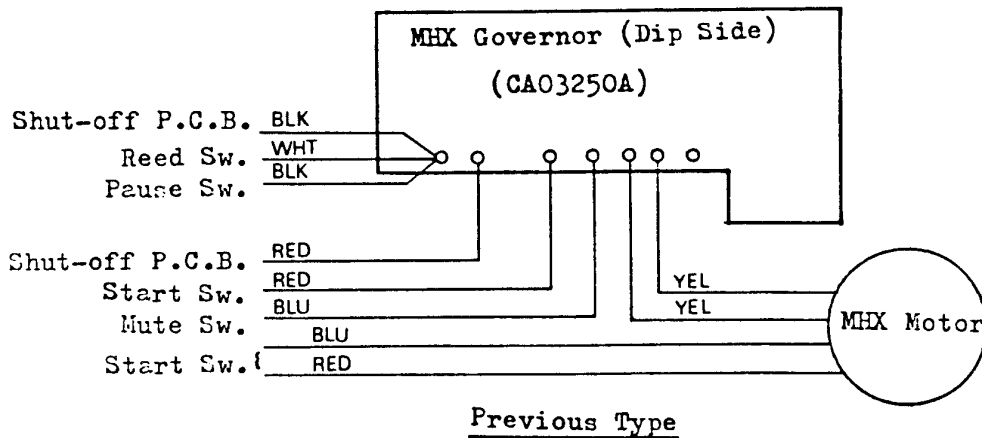 MHX Governor (Dip Side)
(CA03250A)
Shut-off P.C.B. BLK
Reed Sw. WHT
Pause Sw. BLK
Shut-off P.C.B. RED
Start Sw. RED
Mute Sw. BLU
BLU
Start Sw. { RED
YEL
YEL
MHX Motor
Previous Type